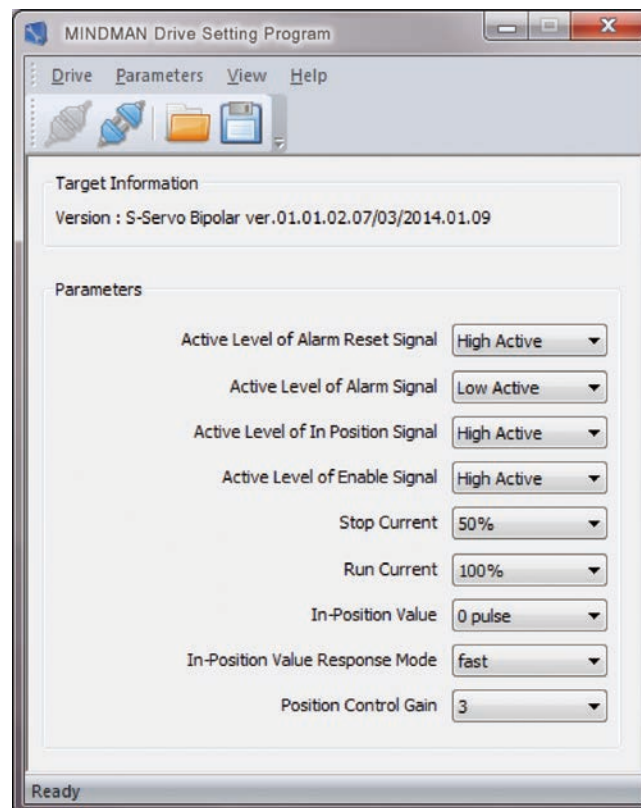 MINDMAN Drive Setting Program
Drive Parameters View Help
Target Information
Version : S-Servo Bipolar ver.01.01.02.07/03/2014.01.09
Parameters
Active Level of Alarm Reset Signal High Active
Active Level of Alarm Signal Low Active
Active Level of In Position Signal High Active
Active Level of Enable Signal High Active
Stop Current 50%
Run Current 100%
In-Position Value 0 pulse
In-Position Value Response Mode fast
Position Control Gain 3
Ready